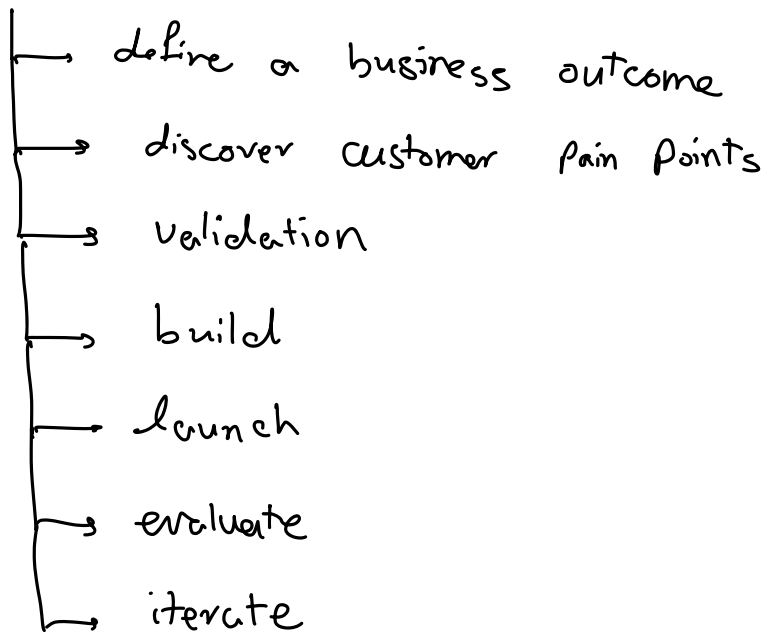 define a business outcome
discover customer pain points
validation
build
launch
evaluate
iterate